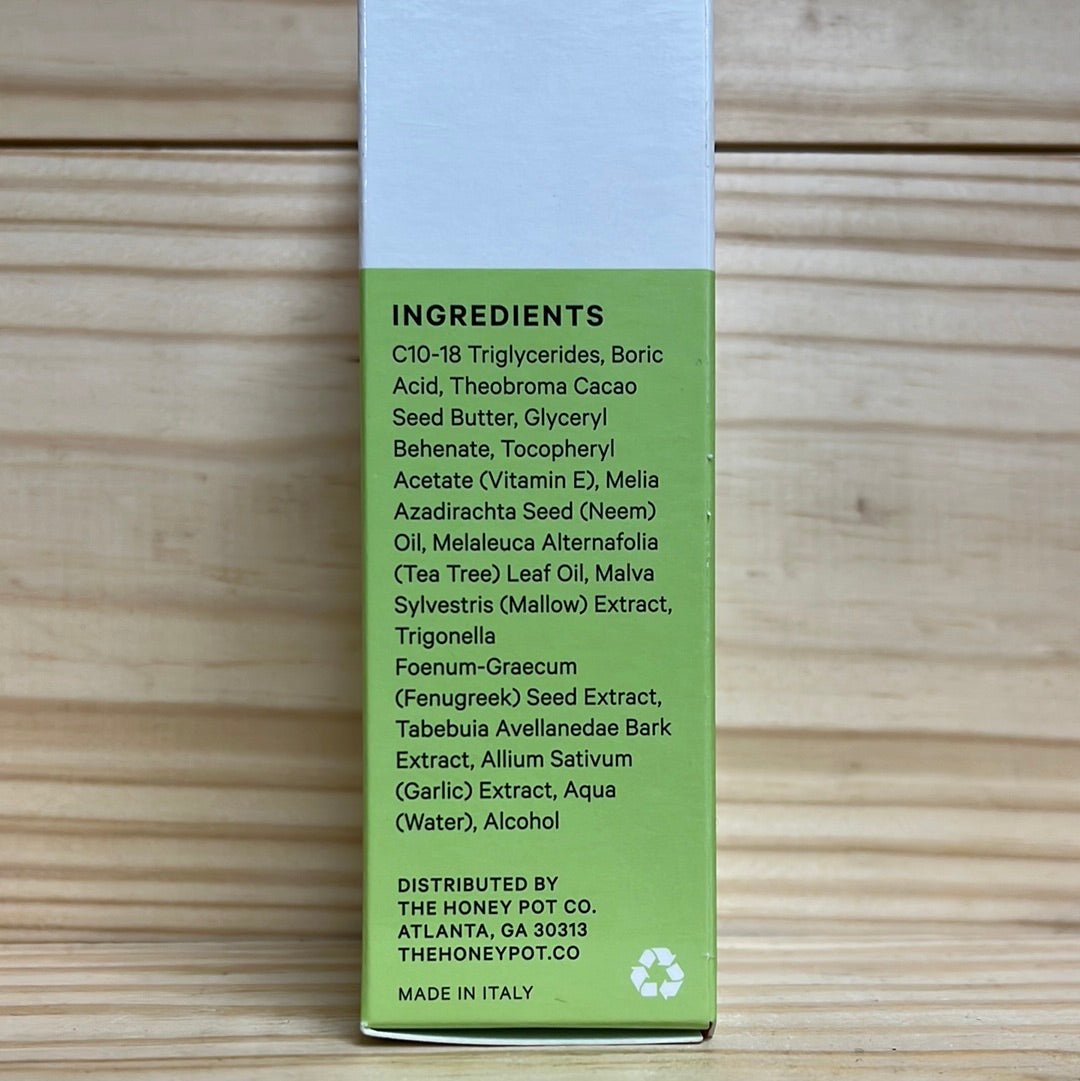 INGREDIENTS
C10-18 Triglycerides, Boric
Acid, Theobroma Cacao
Seed Butter, Glyceryl
Behenate, Tocopheryl
Acetate (Vitamin E), Melia
Azadirachta Seed (Neem)
Oil, Melaleuca Alternafolia
(Tea Tree) Leaf Oil, Malva
Sylvestris (Mallow) Extract,
Trigonella
Foenum-Graecum
(Fenugreek) Seed Extract,
Tabebuia Avellanedae Bark
Extract, Allium Sativum
(Garlic) Extract, Aqua
(Water), Alcohol
DISTRIBUTED BY
THE HONEY POT CO.
ATLANTA, GA 30313
THEHONEYPOT.CO
MADE IN ITALY